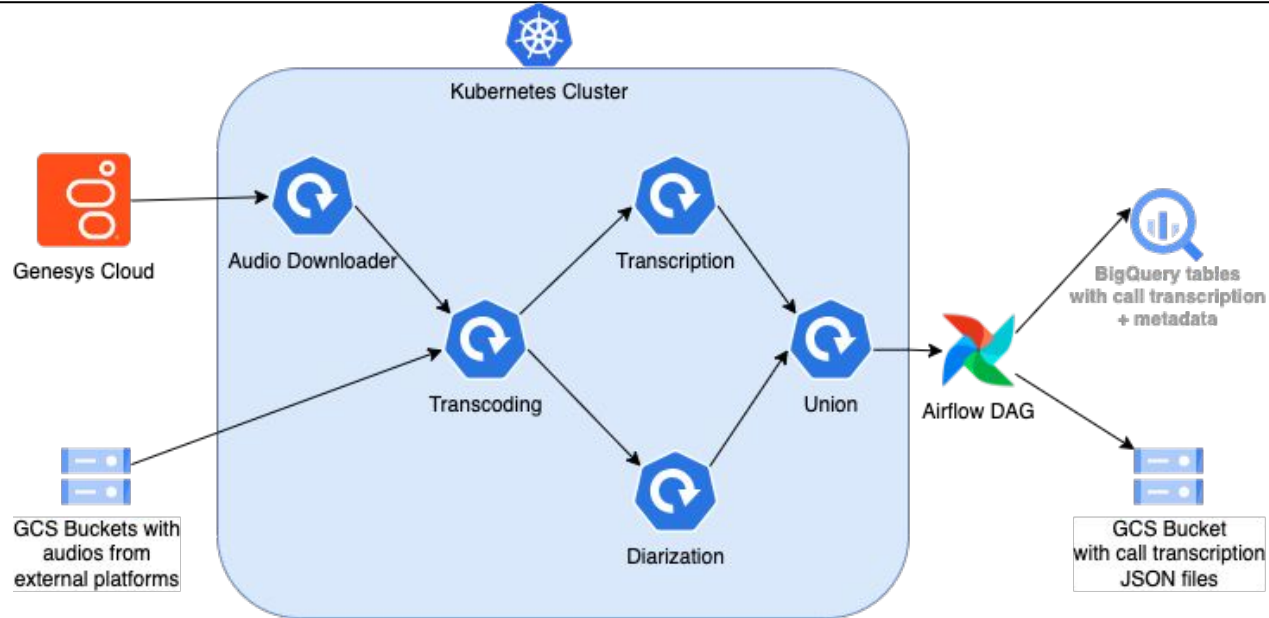 Kubernetes Cluster
Genesys Cloud
Audio Downloader
Transcription
BigQuery tables
with call transcription
+ metadata
Transcoding
Union
Airflow DAG
GCS Buckets with
audios from
external platforms
Diarization
GCS Bucket
with call transcription
JSON files